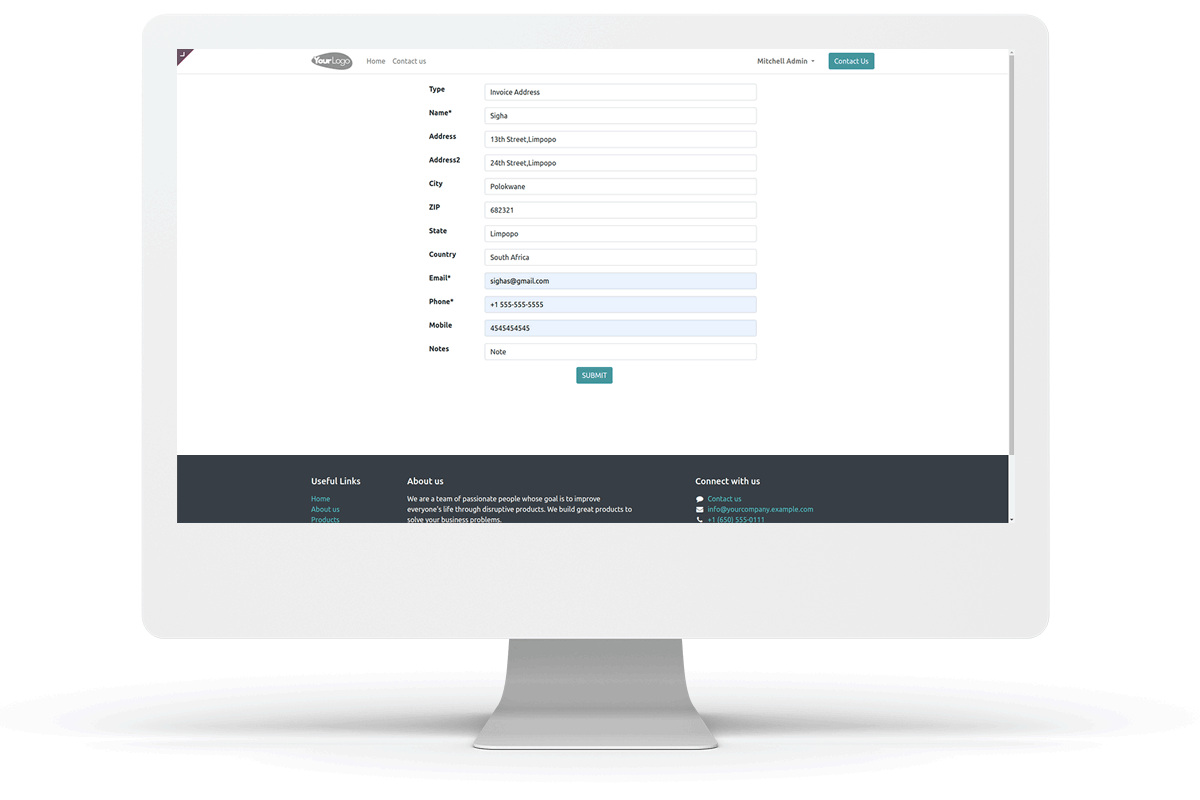 YourLogo Home Contact us Mitchell Admin Contact Us
Type Invoice Address
Name* Sigha
Address 13th Street,Limpopo
Address2 24th Street,Limpopo
City Polokwane
ZIP 682321
State Limpopo
Country South Africa
Email* sighas@gmail.com
Phone* +1 555-555-5555
Mobile 4545454545
Notes Note
SUBMIT
Useful Links About us Connect with us
Home We are a team of passionate people whose goal is to improve Contact us
About us everyone's life through disruptive products. We build great products to info@yourcompany.example.com
Products solve your business problems. +1 (650) 555-0111